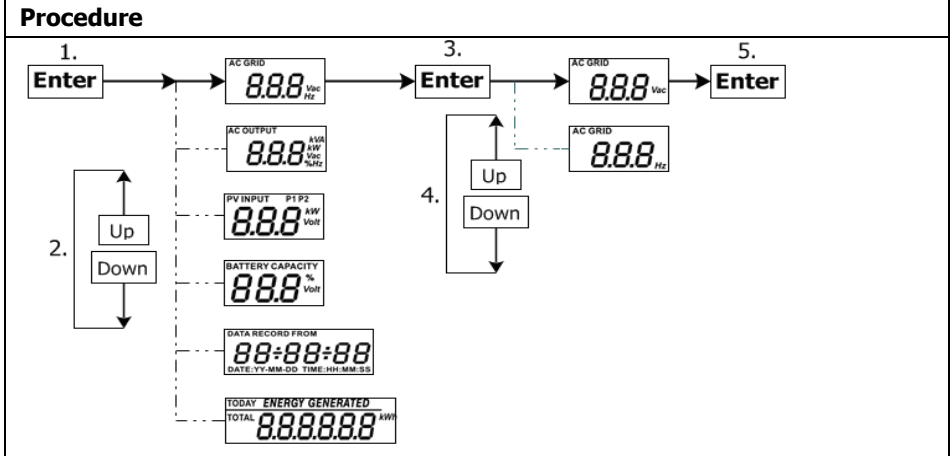 Procedure
1.
Enter
AC GRID
8.8.8 Vac
Hz
3.
Enter
AC GRID
8.8.8 Vac
5.
Enter
AC OUTPUT
8.8.8 kVA
kW
Vac
%Hz
AC GRID
8.8.8 Hz
2.
Up
Down
4.
Up
Down
PV INPUT P1 P2
8.8.8 kW
Volt
BATTERY CAPACITY
88.8 %
Volt
DATA RECORD FROM
88:88:88
DATE:YY-MM-DD TIME:HH:MM:SS
TODAY ENERGY GENERATED
TOTAL 8.8.8.8.8.8 kWh